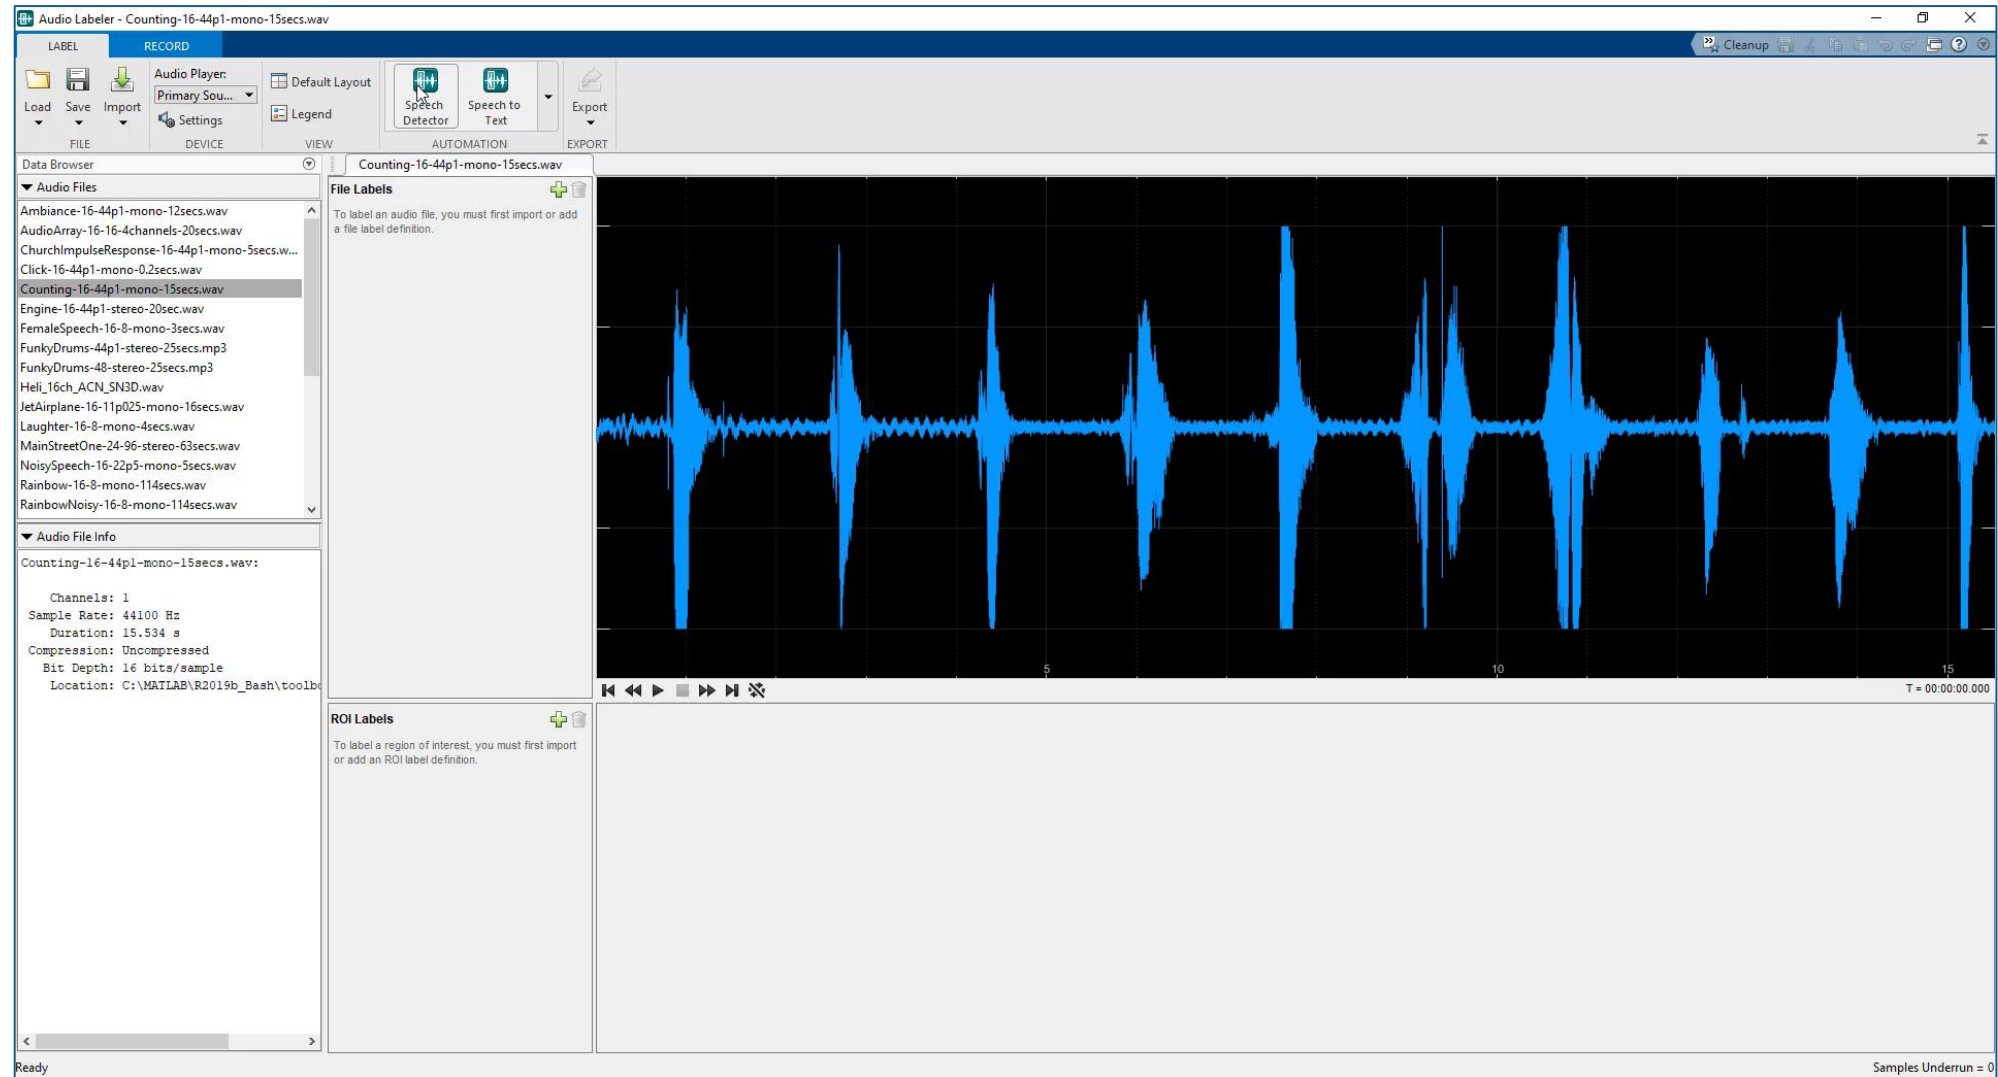 Audio Labeler - Counting-16-44p1-mono-15secs.wav
LABEL
RECORD
Cleanup
Load
Save
Import
FILE
Audio Player:
Primary Sou...
Settings
DEVICE
Default Layout
Legend
VIEW
Speech
Detector
Speech to
Text
AUTOMATION
Export
EXPORT
Data Browser
Audio Files
Ambiance-16-44p1-mono-12secs.wav
AudioArray-16-16-4channels-20secs.wav
ChurchImpulseResponse-16-44p1-mono-5secs.w...
Click-16-44p1-mono-0.2secs.wav
Counting-16-44p1-mono-15secs.wav
Engine-16-44p1-stereo-20sec.wav
FemaleSpeech-16-8-mono-3secs.wav
FunkyDrums-44p1-stereo-25secs.mp3
FunkyDrums-48-stereo-25secs.mp3
Heli_16ch_ACN_SN3D.wav
JetAirplane-16-11p025-mono-16secs.wav
Laughter-16-8-mono-4secs.wav
MainStreetOne-24-96-stereo-63secs.wav
NoisySpeech-16-22p5-mono-5secs.wav
Rainbow-16-8-mono-114secs.wav
RainbowNoisy-16-8-mono-114secs.wav
Audio File Info
Counting-16-44p1-mono-15secs.wav:
Channels: 1
Sample Rate: 44100 Hz
Duration: 15.534 s
Compression: Uncompressed
Bit Depth: 16 bits/sample
Location: C:\MATLAB\R2019b_Bash\toolbo
Counting-16-44p1-mono-15secs.wav
File Labels
To label an audio file, you must first import or add
a file label definition.
5
10
15
T = 00:00:00.000
ROI Labels
To label a region of interest, you must first import
or add an ROI label definition.
Ready
Samples Underrun = 0